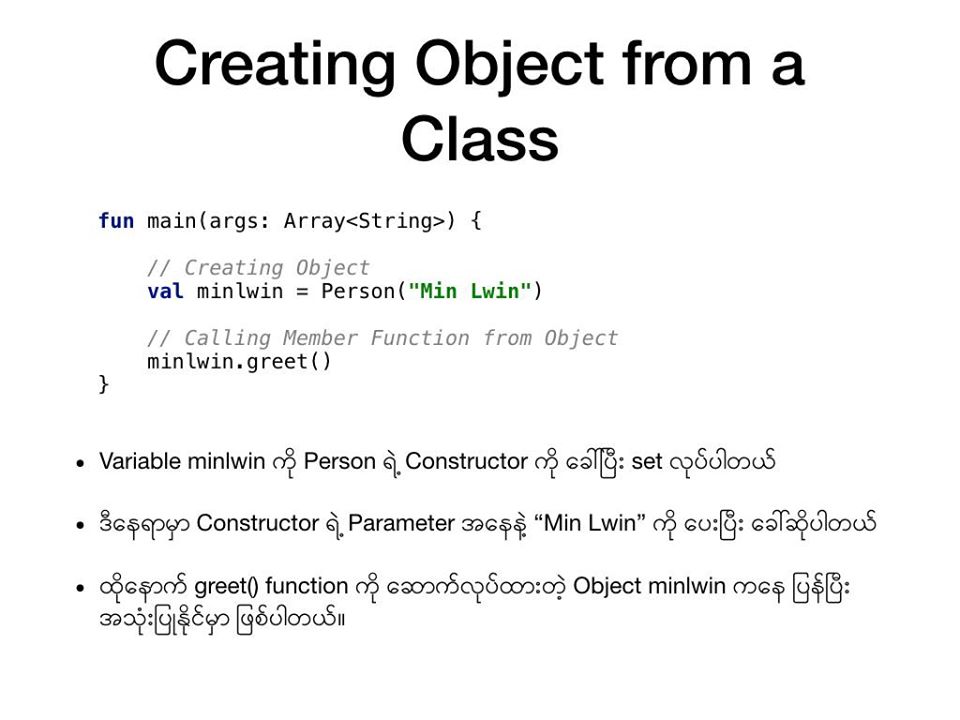 Creating Object from a
Class
fun main(args: Array<String>) {
// Creating Object
val minlwin = Person("Min Lwin")
// Calling Member Function from Object
minlwin.greet()
}
• Variable minlwin ကို Person ရဲ့ Constructor ကို ခေါ်ပြီး set လုပ်ပါတယ်
• ဒီနေရာမှာ Constructor ရဲ့ Parameter အနေနဲ့ “Min Lwin” ကို ပေးပြီး ခေါ်ဆိုပါတယ်
• ထို့နောက် greet() function ကို ဆောက်လုပ်ထားတဲ့ Object minlwin ကနေ ပြန်ပြီး
အသုံးပြုနိုင်မှာ ဖြစ်ပါတယ်။